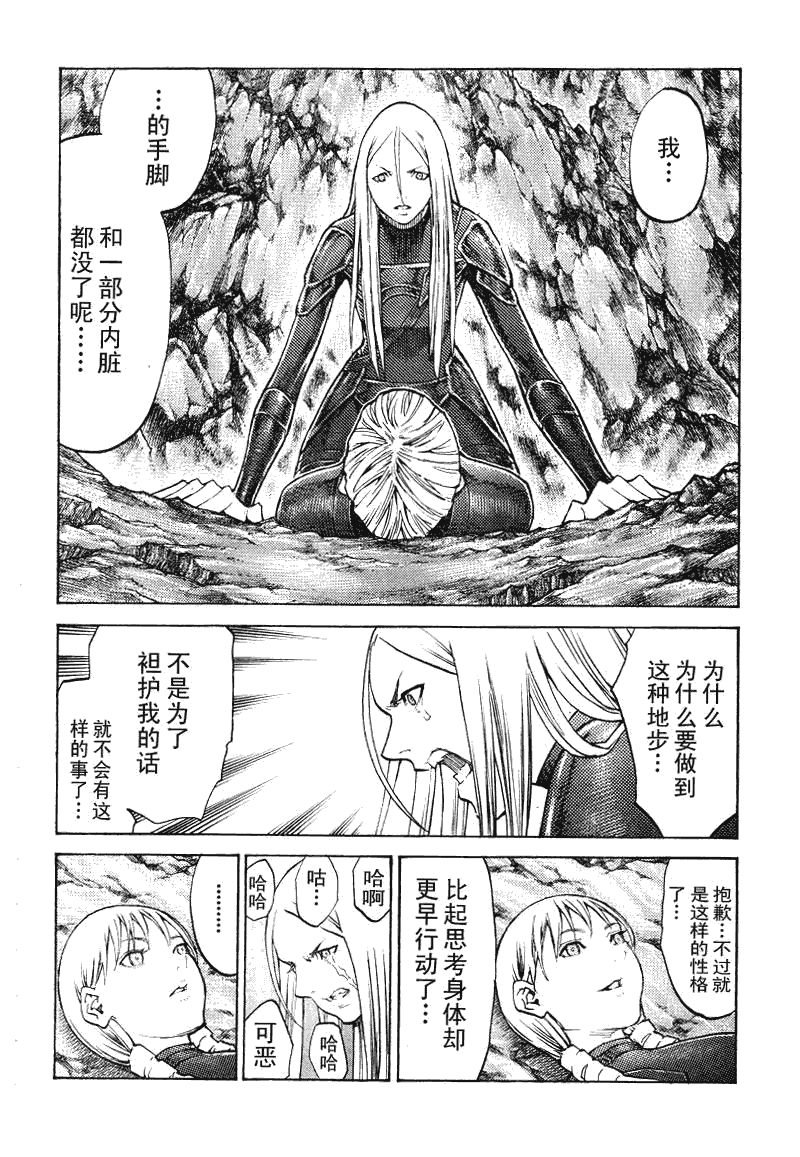 我…
…的手脚
和一部分内脏
都没了呢……
为什么
为什么要做到
这种地步…
不是为了
袒护我的话
就不会有这
样的事了…
抱歉…不过就
是这样的性格
了…
比起思考身体却
更早行动了…
哈啊
咕…
哈哈
哈哈
可恶
………